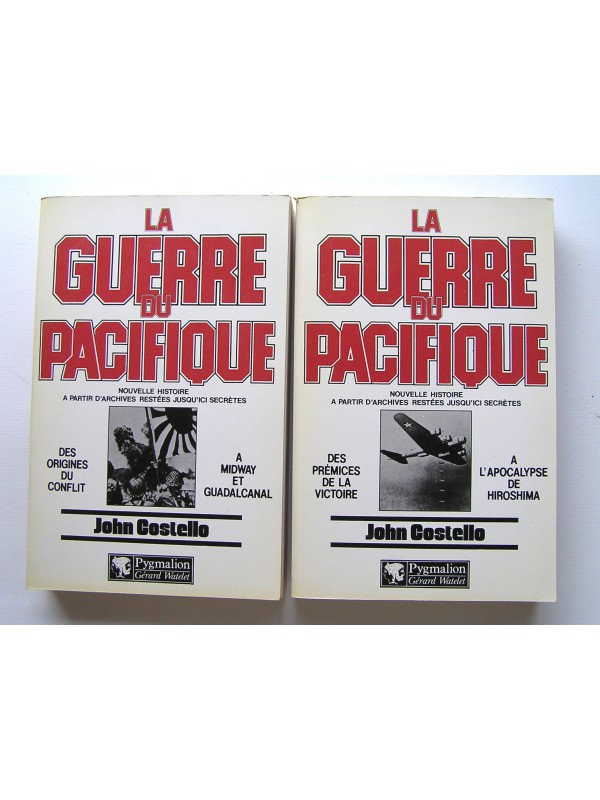 LA
GUERRE
DU
PACIFIQUE
NOUVELLE HISTOIRE
A PARTIR D'ARCHIVES RESTÉES JUSQU'ICI SECRÈTES
DES
ORIGINES
DU
CONFLIT
A
MIDWAY
ET
GUADALCANAL
John Costello
Pygmalion
Gérard Watelet
LA
GUERRE
DU
PACIFIQUE
NOUVELLE HISTOIRE
A PARTIR D'ARCHIVES RESTÉES JUSQU'ICI SECRÈTES
DES
PRÉMICES
DE LA
VICTOIRE
A
L'APOCALYPSE
DE
HIROSHIMA
John Costello
Pygmalion
Gérard Watelet